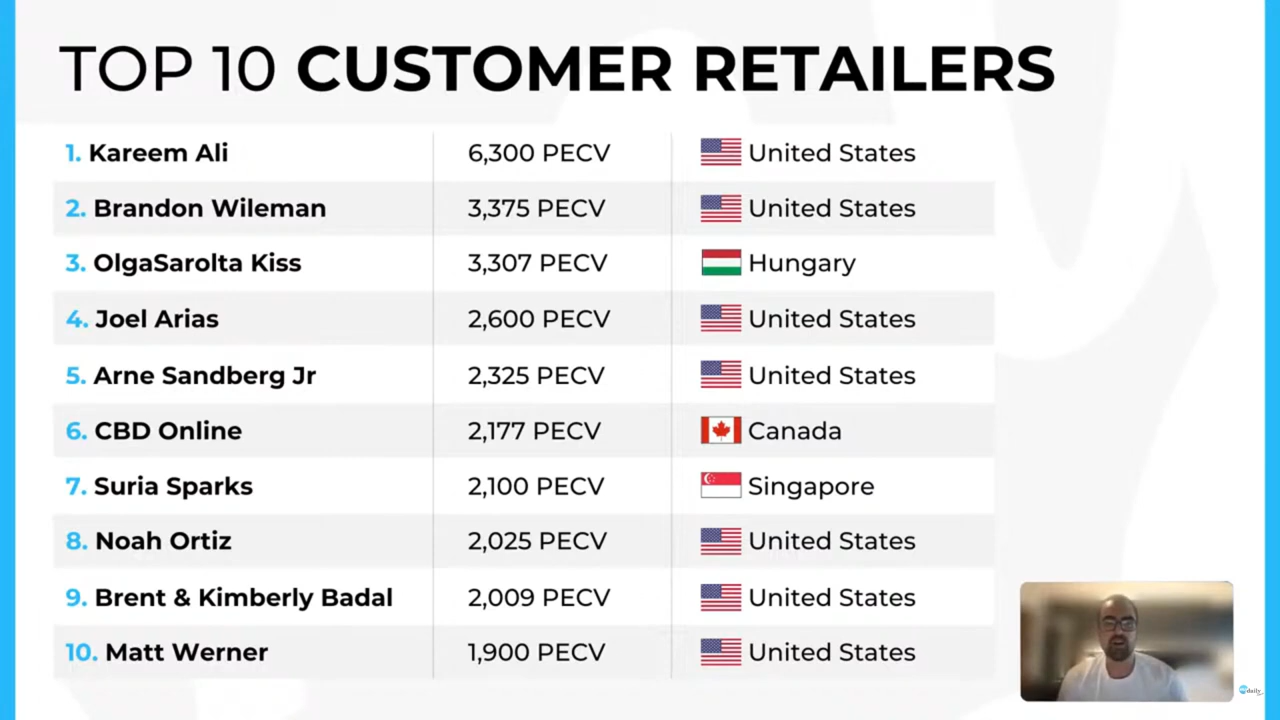 TOP 10 CUSTOMER RETAILERS
1. Kareem Ali 6,300 PECV United States
2. Brandon Wileman 3,375 PECV United States
3. OlgaSarolta Kiss 3,307 PECV Hungary
4. Joel Arias 2,600 PECV United States
5. Arne Sandberg Jr 2,325 PECV United States
6. CBD Online 2,177 PECV Canada
7. Suria Sparks 2,100 PECV Singapore
8. Noah Ortiz 2,025 PECV United States
9. Brent & Kimberly Badal 2,009 PECV United States
10. Matt Werner 1,900 PECV United States
daily